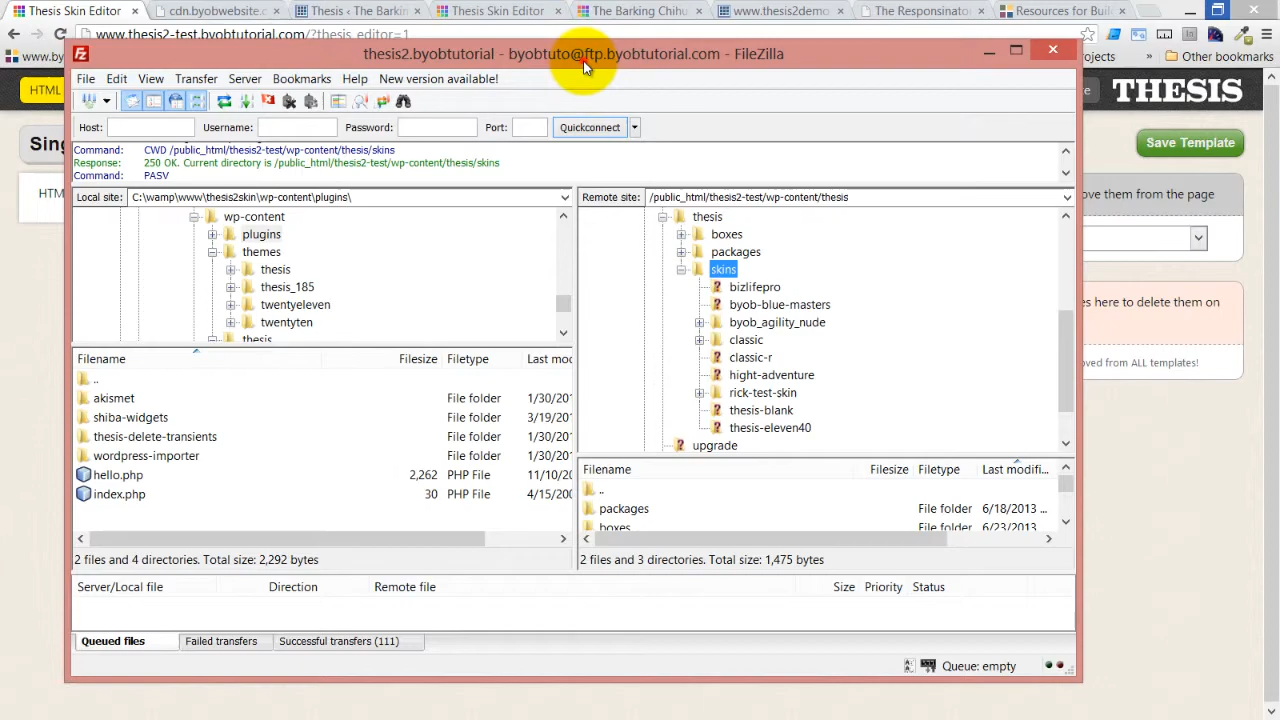 Thesis Skin Editor
cdn.byobwebsite.c
Thesis ‹ The Barkin
Thesis Skin Editor
The Barking Chihu
www.thesis2demo
The Responsinato
Resources for Buil
www.thesis2-test.byobtutorial.com/?thesis_editor=1
www.by
ojects
»
Other bookmarks
thesis2.byobtutorial - byobtuto@ftp.byobtutorial.com - FileZilla
File Edit View Transfer Server Bookmarks Help New version available!
HTML
e
THESIS
Host: Username: Password: Port: Quickconnect
Sing
Save Template
Command: CWD /public_html/thesis2-test/wp-content/thesis/skins
Response: 250 OK. Current directory is /public_html/thesis2-test/wp-content/thesis/skins
Command: PASV
HTM
ove them from the page
Local site: C:\wamp\www\thesis2skin\wp-content\plugins\
Remote site: /public_html/thesis2-test/wp-content/thesis
wp-content
plugins
themes
thesis
thesis_185
twentyeleven
twentyten
thesis
thesis
boxes
packages
skins
bizlifepro
byob-blue-masters
byob_agility_nude
classic
classic-r
hight-adventure
rick-test-skin
thesis-blank
thesis-eleven40
upgrade
es here to delete them on
oved from ALL templates!
Filename Filesize Filetype Last mod
..
akismet File folder 1/30/201
shiba-widgets File folder 3/19/201
thesis-delete-transients File folder 1/30/201
wordpress-importer File folder 1/30/201
hello.php 2,262 PHP File 11/10/20
index.php 30 PHP File 4/15/200
2 files and 4 directories. Total size: 2,292 bytes
Filename Filesize Filetype Last modifi...
..
packages File folder 6/18/2013 ...
boxes File folder 6/23/2013
2 files and 3 directories. Total size: 1,475 bytes
Server/Local file Direction Remote file Size Priority Status
Queued files Failed transfers Successful transfers (111)
Queue: empty